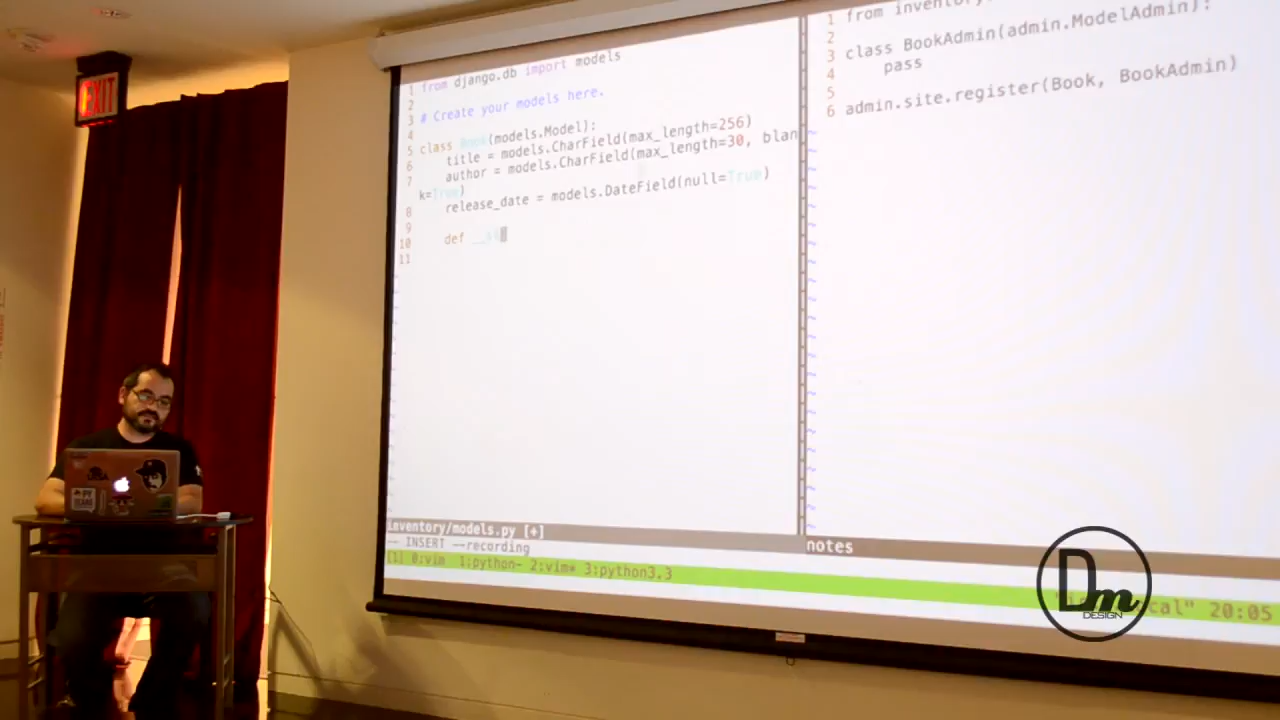 EXIT
1 from django.db import models
2
3 # Create your models here.
4
5 class Book(models.Model):
6 title = models.CharField(max_length=256)
7 author = models.CharField(max_length=30, blan
k=True)
8 release_date = models.DateField(null=True)
9
10 def __st
11
inventory/models.py [+]
-- INSERT --recording
[1] 0:vim 1:python- 2:vim* 3:python3.3
1 from inventory.
2
3 class BookAdmin(admin.ModelAdmin):
4 pass
5
6 admin.site.register(Book, BookAdmin)
notes
cal" 20:05
Dm
DESIGN